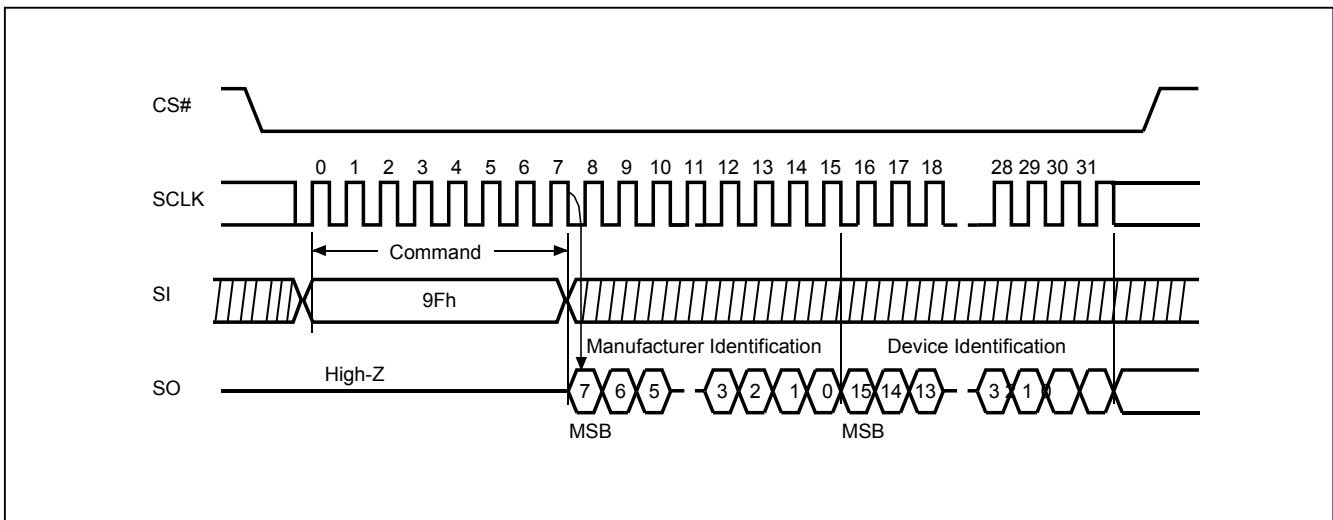 CS#
0 1 2 3 4 5 6 7 8 9 10 11 12 13 14 15 16 17 18 28 29 30 31
SCLK
Command
SI 9Fh
Manufacturer Identification Device Identification
High-Z
SO 7 6 5 3 2 1 0 15 14 13 3 2 1 0
MSB MSB